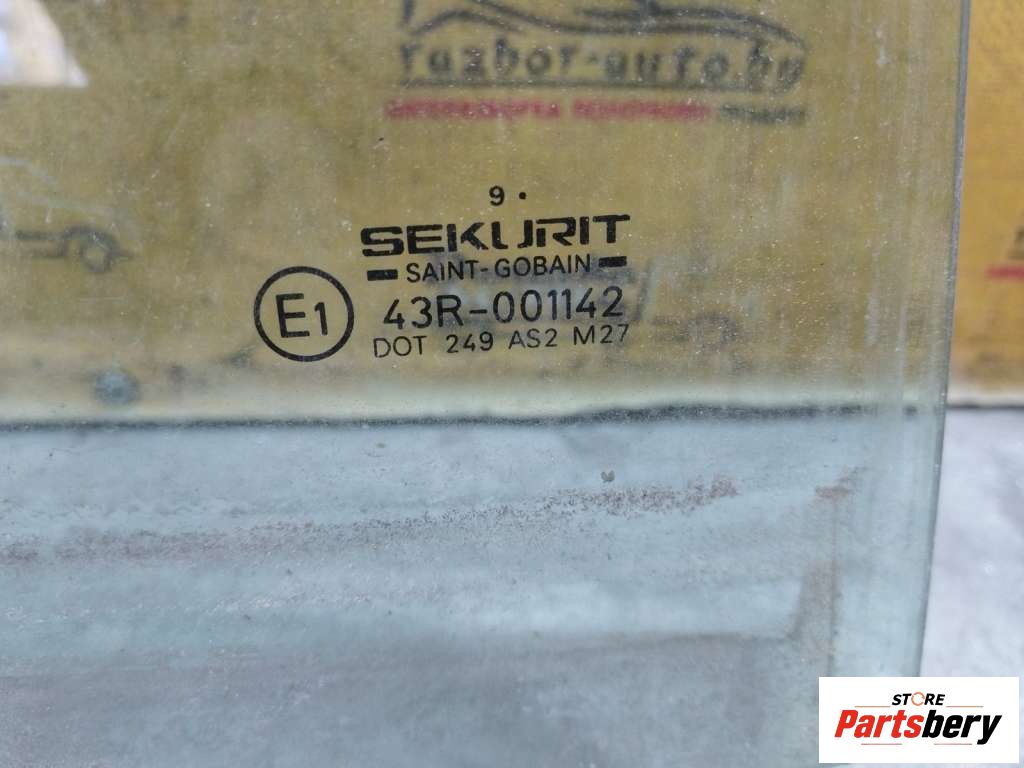 razbor-auto.by
9 •
SEKURIT
SAINT-GOBAIN
E1
43R-001142
DOT 249 AS2 M27
STORE
Partsbery